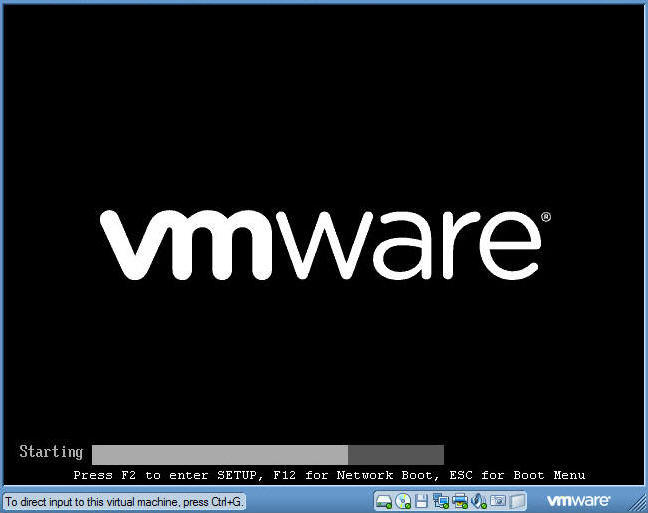 vmware®
Starting
Press F2 to enter SETUP, F12 for Network Boot, ESC for Boot Menu
To direct input to this virtual machine, press Ctrl+G.
vmware®